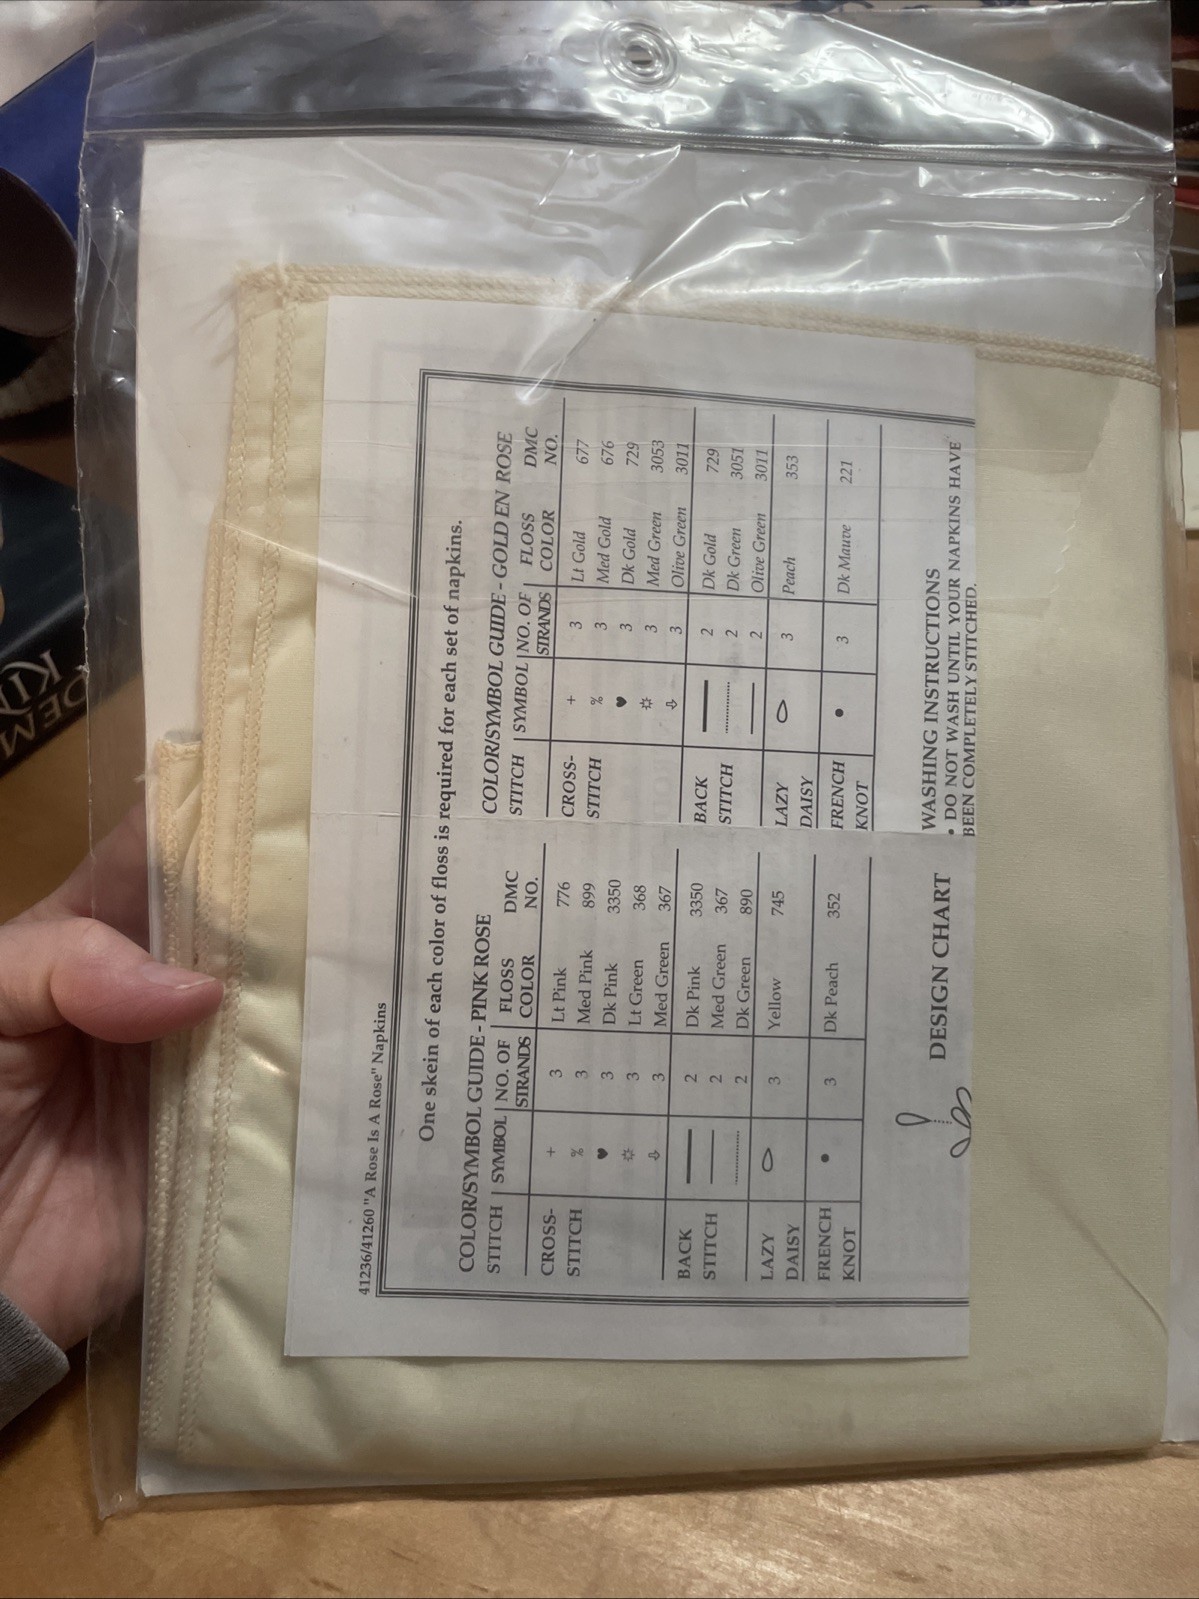 41236/41260 "A Rose Is A Rose" Napkins
One skein of each color of floss is required for each set of napkins.
COLOR/SYMBOL GUIDE - PINK ROSE
STITCH | SYMBOL | NO. OF STRANDS | FLOSS COLOR | DMC NO.
CROSS-STITCH
+ 3 Lt Pink 776
% 3 Med Pink 899
♥ 3 Dk Pink 3350
☼ 3 Lt Green 368
⇩ 3 Med Green 367
BACK STITCH
2 Dk Pink 3350
2 Med Green 367
2 Dk Green 890
LAZY DAISY
3 Yellow 745
FRENCH KNOT
• 3 Dk Peach 352
COLOR/SYMBOL GUIDE - GOLD EN ROSE
STITCH | SYMBOL | NO. OF STRANDS | FLOSS COLOR | DMC NO.
CROSS-STITCH
+ 3 Lt Gold 677
% 3 Med Gold 676
♥ 3 Dk Gold 729
☼ 3 Med Green 3053
⇩ 3 Olive Green 3011
BACK STITCH
2 Dk Gold 729
2 Dk Green 3051
2 Olive Green 3011
LAZY DAISY
3 Peach 353
FRENCH KNOT
• 3 Dk Mauve 221
DESIGN CHART
WASHING INSTRUCTIONS
• DO NOT WASH UNTIL YOUR NAPKINS HAVE
BEEN COMPLETELY STITCHED.